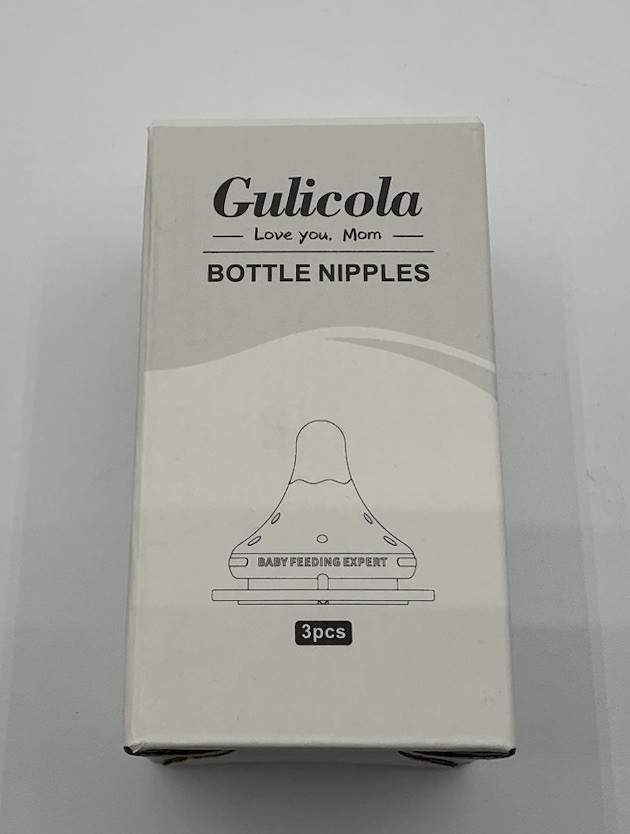 Gulicola
Love you. Mom
BOTTLE NIPPLES
BABY FEEDING EXPERT
3pcs